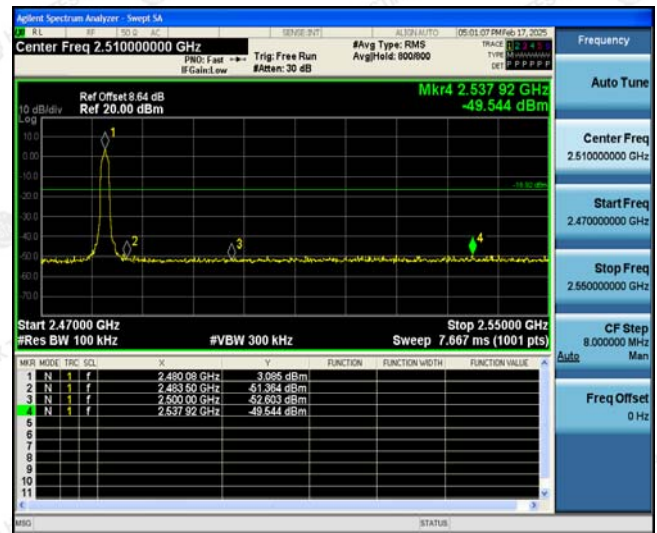 Agilent Spectrum Analyzer - Swept SA
RL RF 50 Ω AC SENSE:INT ALIGN AUTO 05:01:07 PM Feb 17, 2025
Center Freq 2.510000000 GHz
PNO: Fast
IFGain:Low
Trig: Free Run
#Atten: 30 dB
#Avg Type: RMS
Avg|Hold: 800/800
TRACE 1 2 3 4 5 6
TYPE
DET P P P P P P
Mkr4 2.537 92 GHz
-49.544 dBm
Ref Offset 8.64 dB
10 dB/div Ref 20.00 dBm
Log
10.0
0.00
-10.0
-20.0
-30.0
-40.0
-50.0
-60.0
-70.0
1
2
3
4
Start 2.47000 GHz Stop 2.55000 GHz
#Res BW 100 kHz #VBW 300 kHz Sweep 7.667 ms (1001 pts)
MKR MODE TRC SCL X Y FUNCTION FUNCTION WIDTH FUNCTION VALUE
1 N 1 f 2.480 08 GHz 3.095 dBm
2 N 1 f 2.483 50 GHz -51.364 dBm
3 N 1 f 2.500 00 GHz -52.603 dBm
4 N 1 f 2.537 92 GHz -49.544 dBm
5
6
7
8
9
10
11
MSG STATUS
Frequency
Auto Tune
Center Freq
2.510000000 GHz
Start Freq
2.470000000 GHz
Stop Freq
2.550000000 GHz
CF Step
8.000000 MHz
Auto Man
Freq Offset
0 Hz